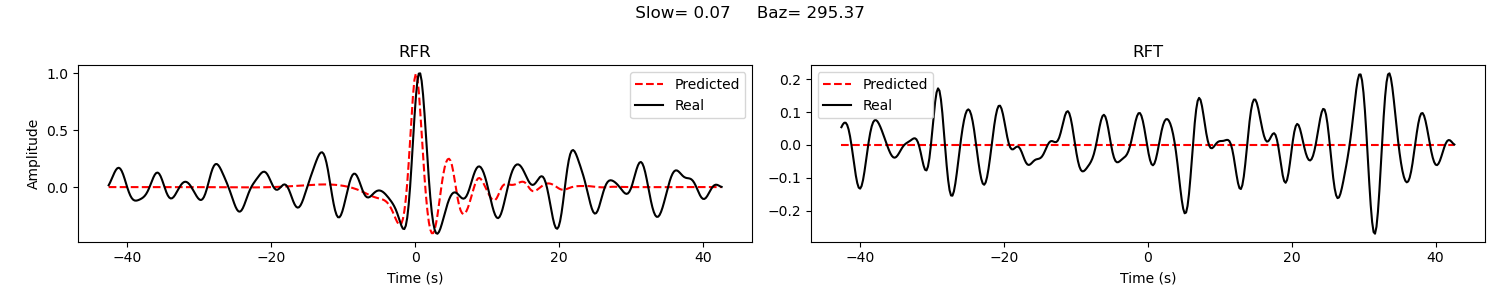 Slow= 0.07 Baz= 295.37
RFR
RFT
Amplitude
1.0
0.5
0.0
Predicted
Real
−40
−20
0
20
40
Time (s)
0.2
0.1
0.0
−0.1
−0.2
Predicted
Real
−40
−20
0
20
40
Time (s)